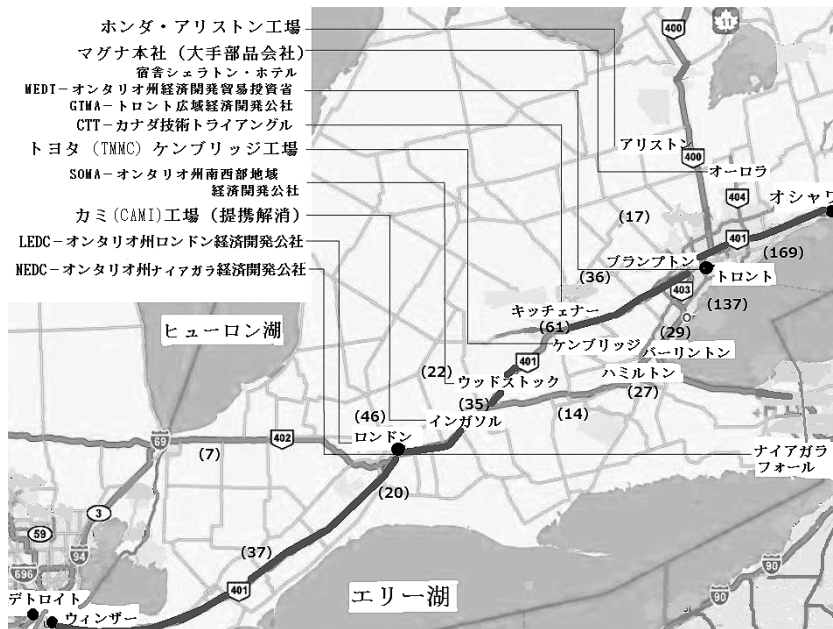 ホンダ・アリストン工場
マグナ本社（大手部品会社）
宿舎シェラトン・ホテル
MEDI－オンタリオ州経済開発貿易投資省
GTMA－トロント広域経済開発公社
CTT－カナダ技術トライアングル
トヨタ（TMMC）ケンブリッジ工場
SOMA－オンタリオ州南西部地域
経済開発公社
カミ(CAMI)工場（提携解消）
LEDC－オンタリオ州ロンドン経済開発公社
NEDC－オンタリオ州ナイアガラ経済開発公社
400
11
アリストン
400
オーロラ
404
オシャワ
(17)
401
(169)
ブランプトン
(36)
トロント
403
(137)
キッチェナー
(61)
(29)
ケンブリッジ
バーリントン
ヒューロン湖
401
(22)
ウッドストック
ハミルトン
(27)
(35)
(14)
(46)
インガソル
ロンドン
69
402
(7)
ナイアガラ
フォール
(20)
3
59
94
(37)
696
401
90
90
エリー湖
デトロイト
ウィンザー